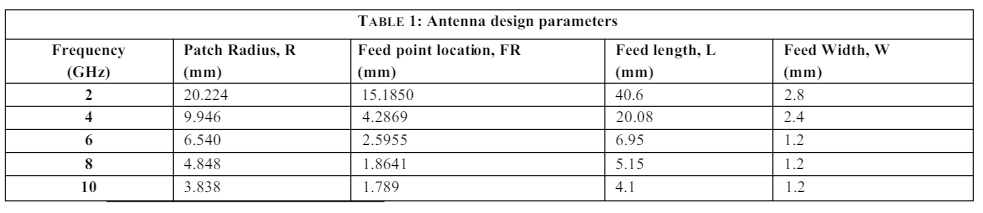 TABLE 1: Antenna design parameters
Frequency (GHz) Patch Radius, R (mm) Feed point location, FR (mm) Feed length, L (mm) Feed Width, W (mm)
2 20.224 15.1850 40.6 2.8
4 9.946 4.2869 20.08 2.4
6 6.540 2.5955 6.95 1.2
8 4.848 1.8641 5.15 1.2
10 3.838 1.789 4.1 1.2